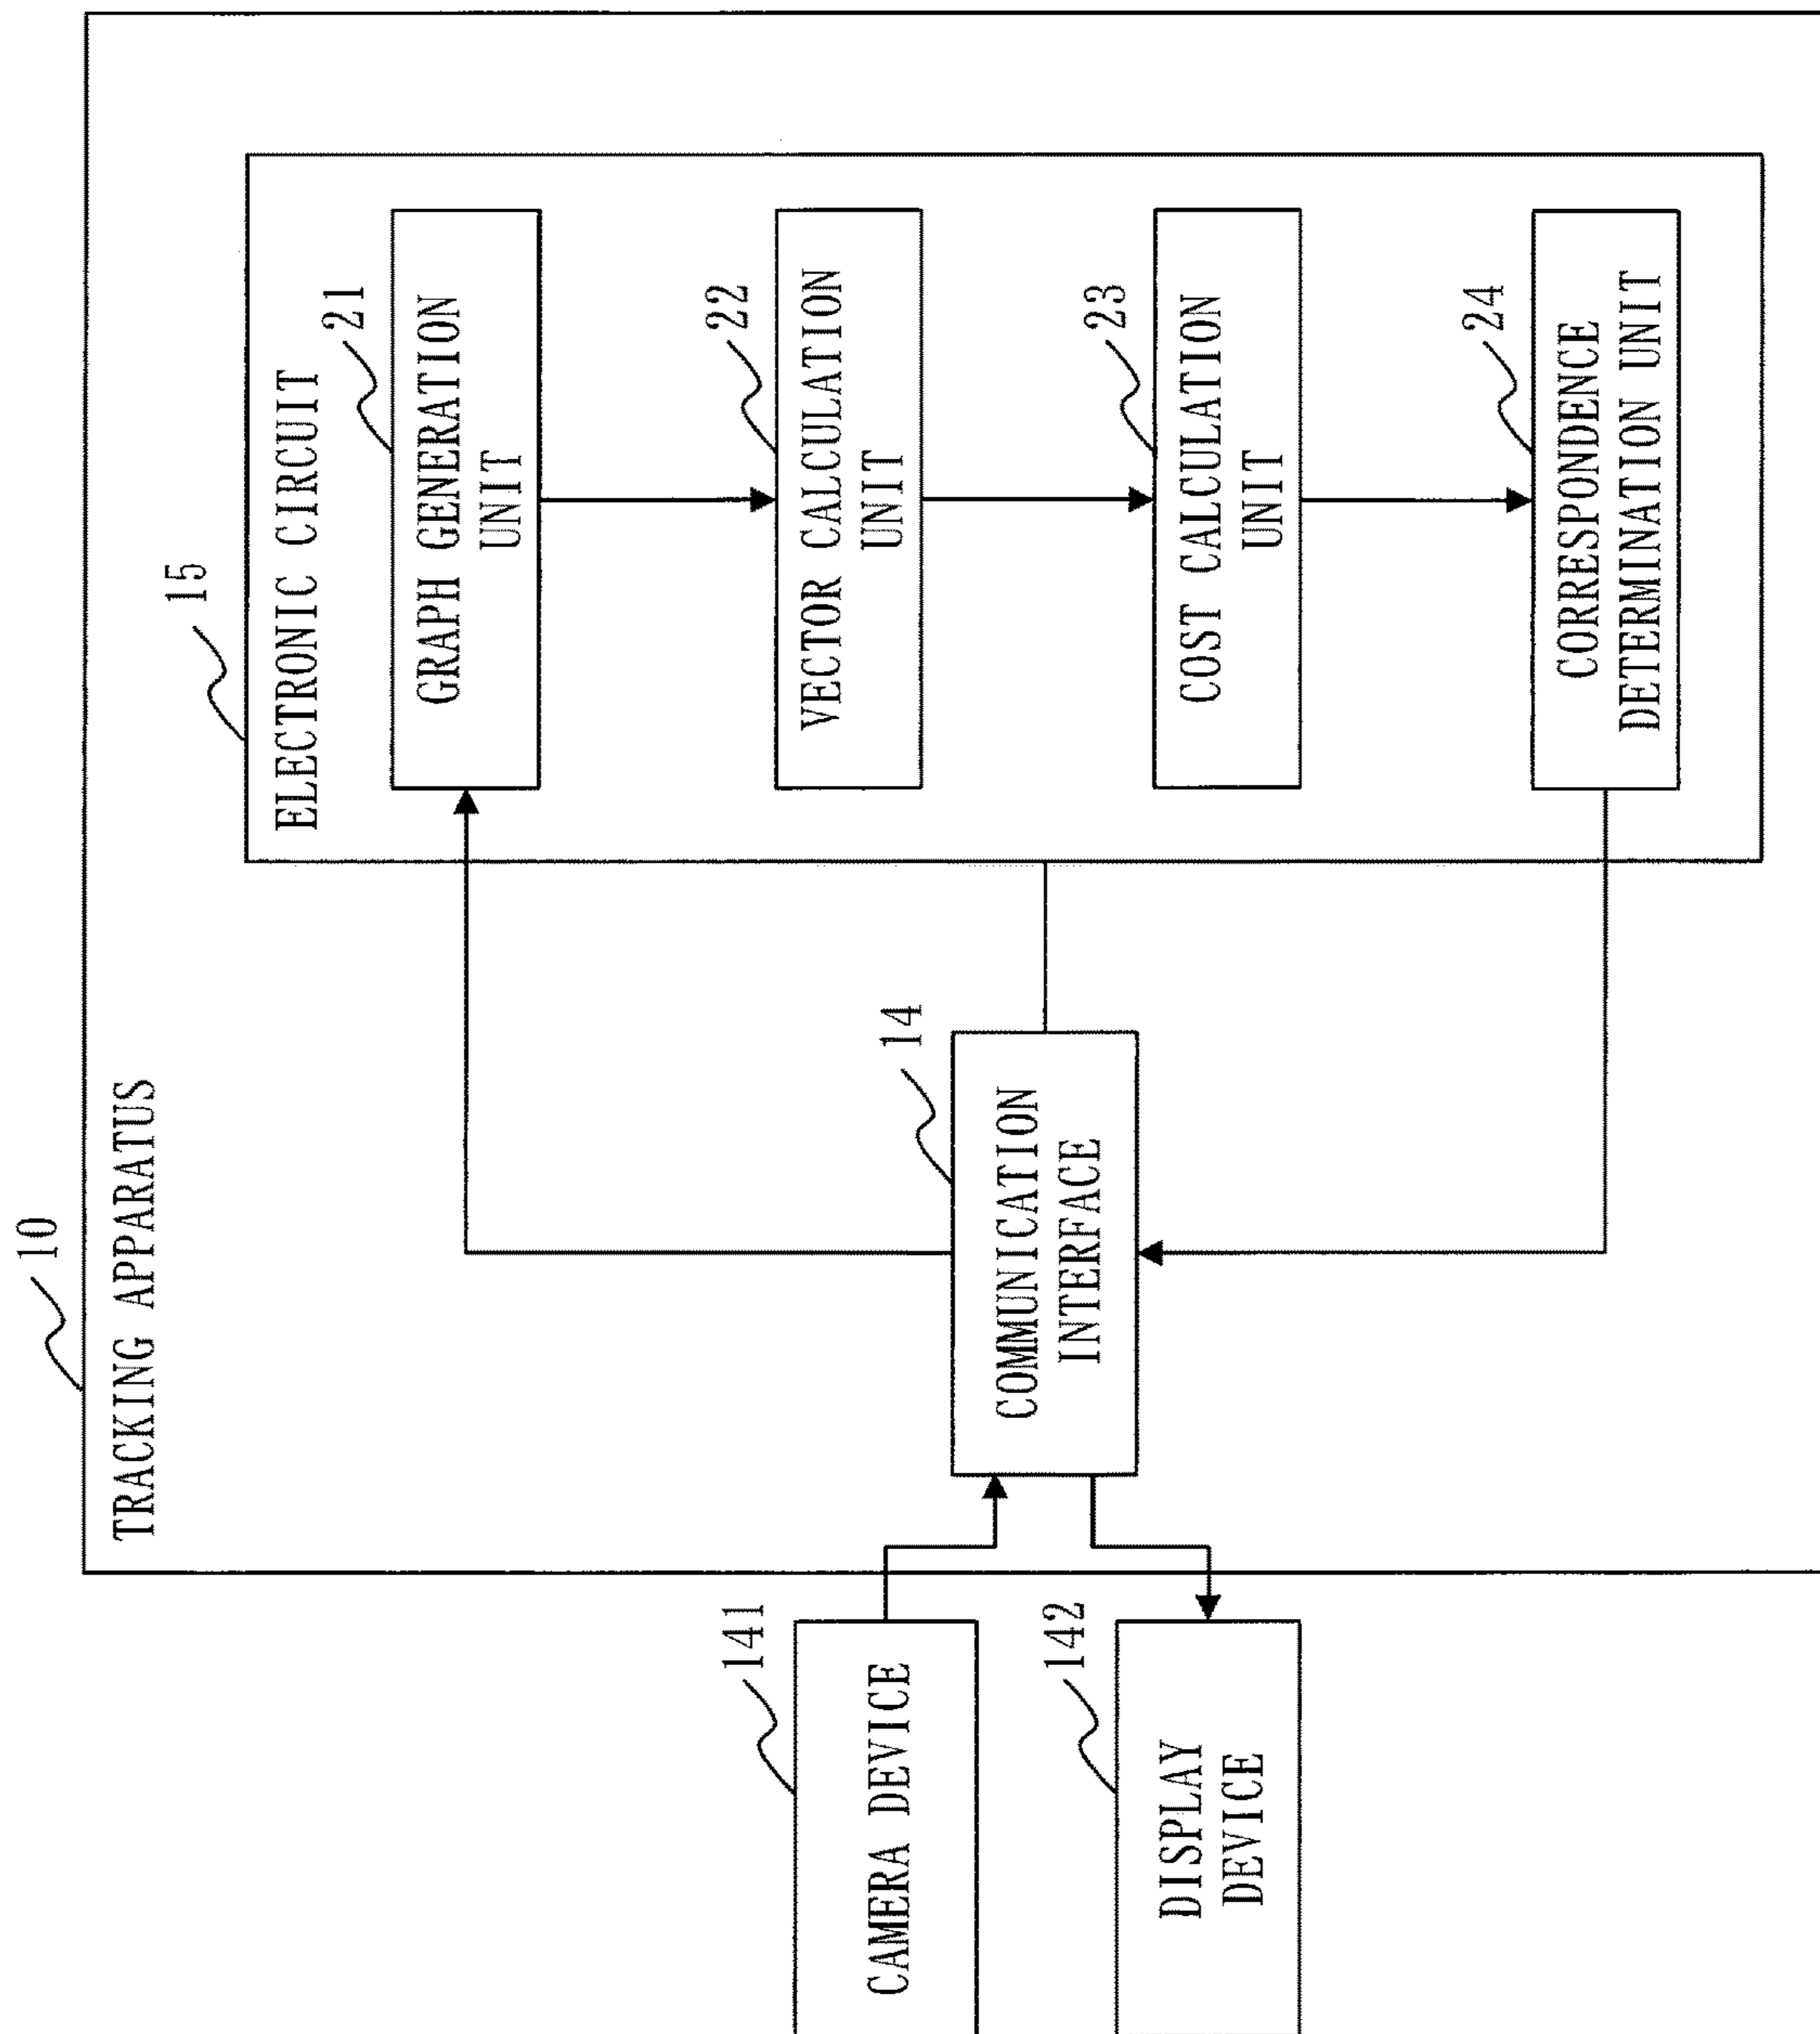 10
TRACKING APPARATUS
15
ELECTRONIC CIRCUIT
21
GRAPH GENERATION
UNIT
22
VECTOR CALCULATION
UNIT
23
COST CALCULATION
UNIT
24
CORRESPONDENCE
DETERMINATION UNIT
14
COMMUNICATION
INTERFACE
141
CAMERA DEVICE
142
DISPLAY
DEVICE